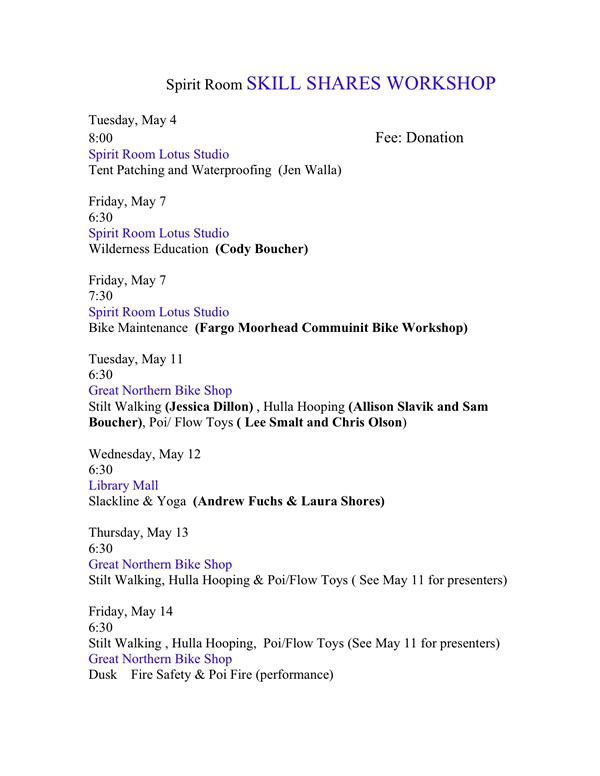 Spirit Room SKILL SHARES WORKSHOP
Tuesday, May 4
8:00 Fee: Donation
Spirit Room Lotus Studio
Tent Patching and Waterproofing (Jen Walla)
Friday, May 7
6:30
Spirit Room Lotus Studio
Wilderness Education (Cody Boucher)
Friday, May 7
7:30
Spirit Room Lotus Studio
Bike Maintenance (Fargo Moorhead Commuinit Bike Workshop)
Tuesday, May 11
6:30
Great Northern Bike Shop
Stilt Walking (Jessica Dillon) , Hulla Hooping (Allison Slavik and Sam
Boucher), Poi/ Flow Toys ( Lee Smalt and Chris Olson)
Wednesday, May 12
6:30
Library Mall
Slackline & Yoga (Andrew Fuchs & Laura Shores)
Thursday, May 13
6:30
Great Northern Bike Shop
Stilt Walking, Hulla Hooping & Poi/Flow Toys ( See May 11 for presenters)
Friday, May 14
6:30
Stilt Walking , Hulla Hooping, Poi/Flow Toys (See May 11 for presenters)
Great Northern Bike Shop
Dusk Fire Safety & Poi Fire (performance)